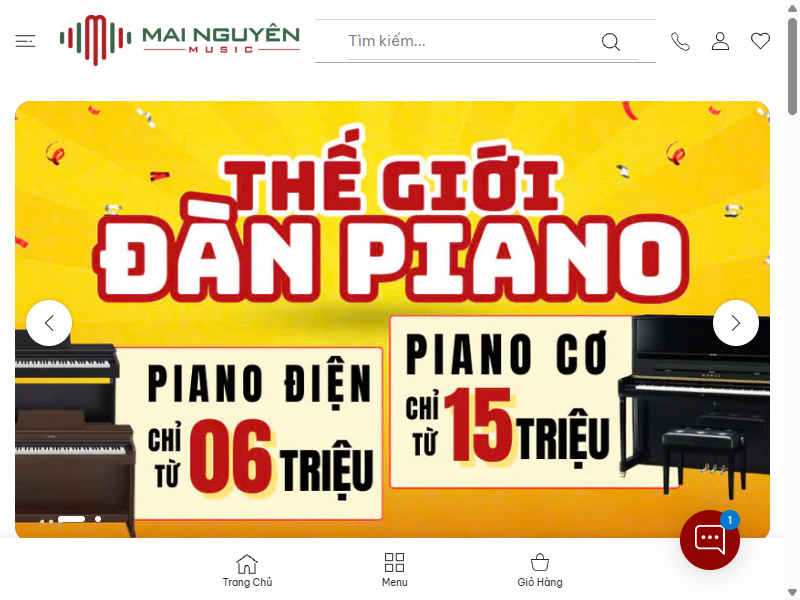 MAI NGUYÊN
MUSIC
Tìm kiếm...
THẾ GIỚI
ĐÀN PIANO
PIANO ĐIỆN
CHỈ TỪ 06 TRIỆU
PIANO CƠ
CHỈ TỪ 15 TRIỆU
1
Trang Chủ
Menu
Giỏ Hàng